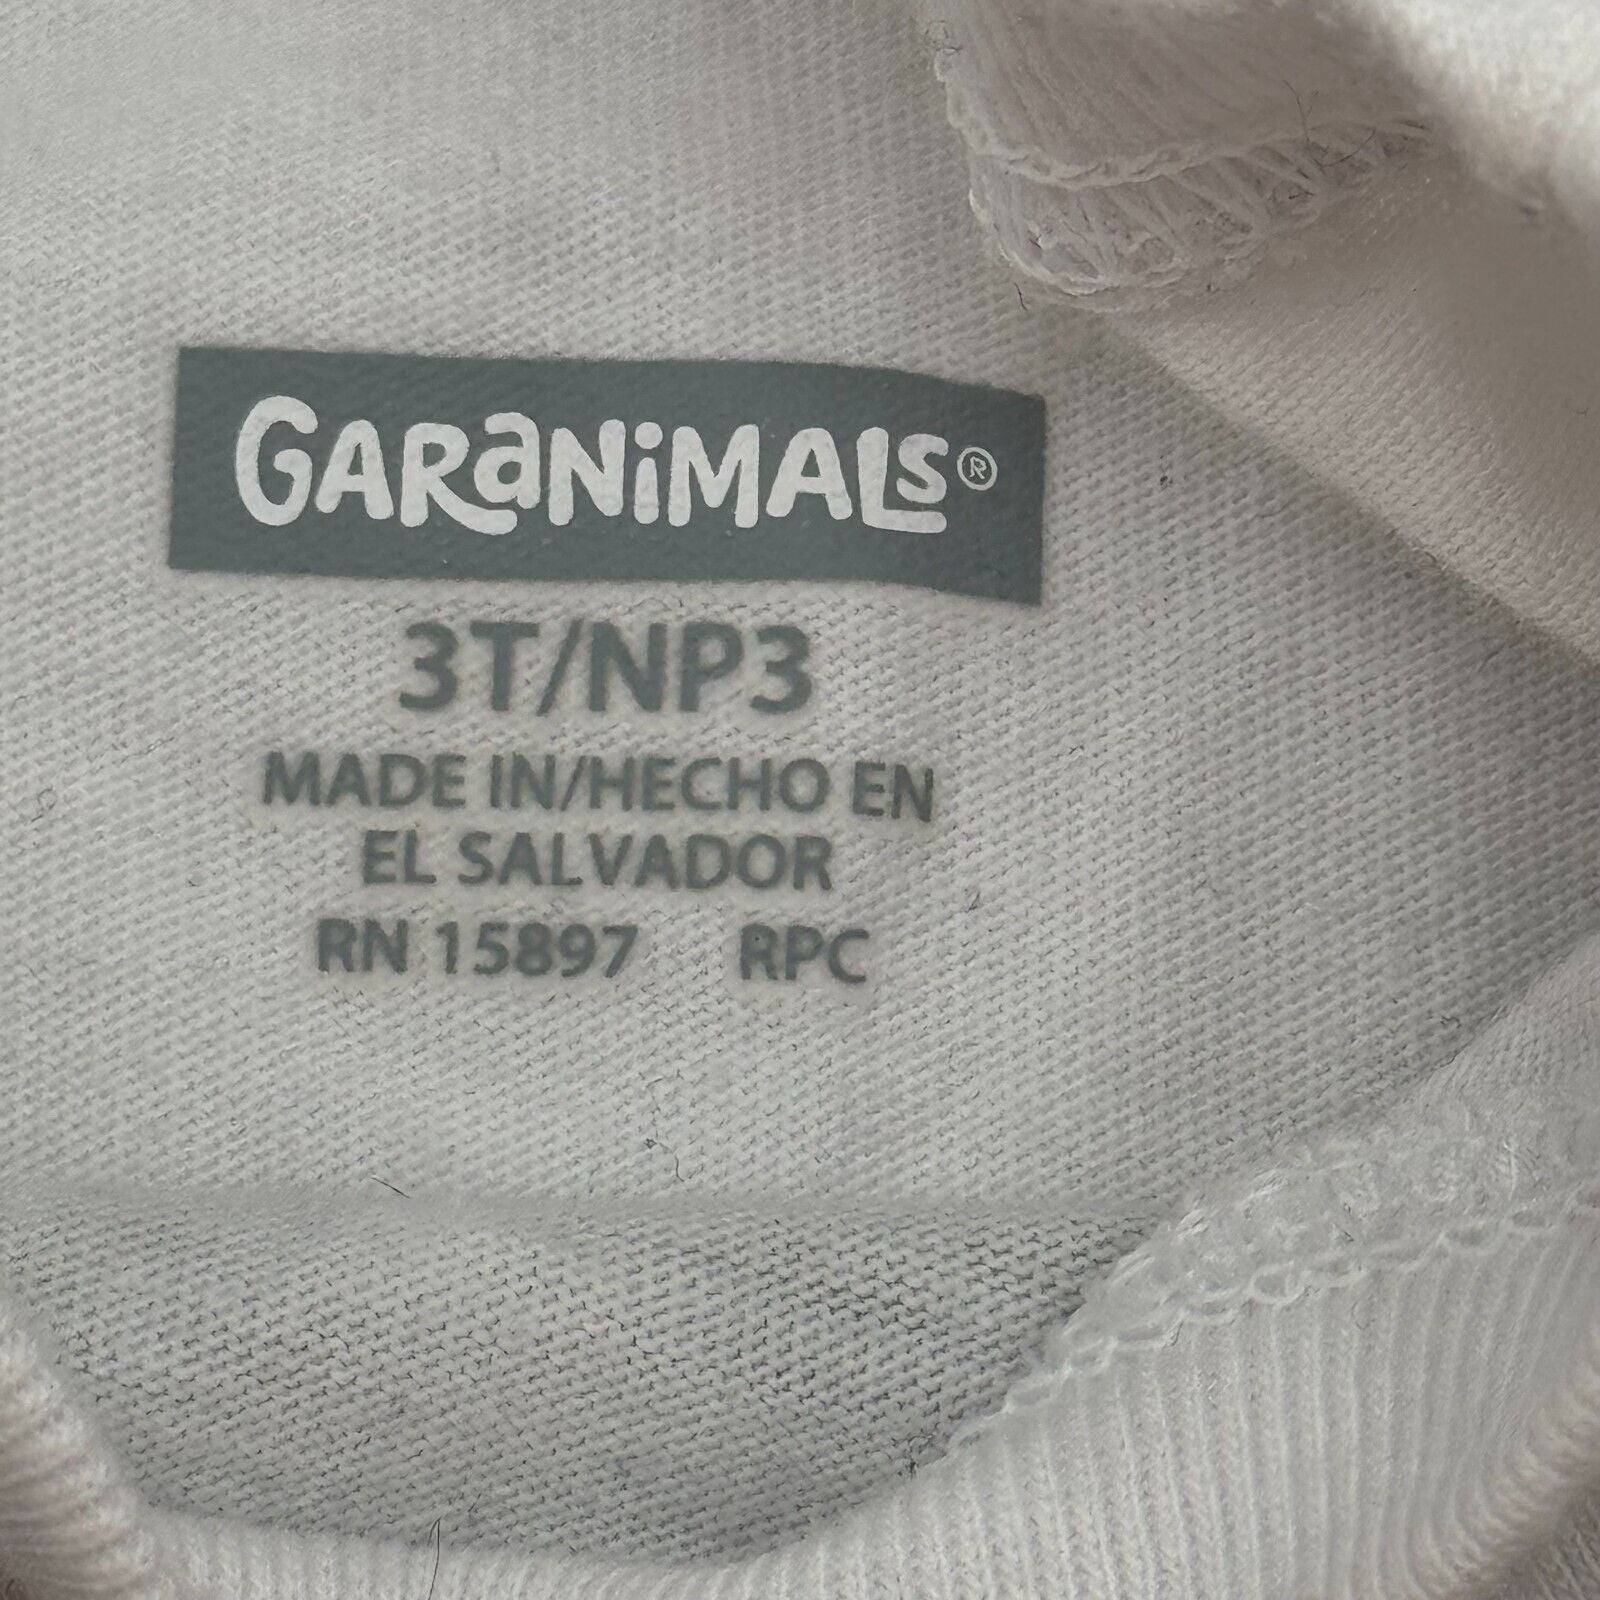 GARaNiMALS®
3T/NP3
MADE IN/HECHO EN
EL SALVADOR
RN 15897 RPC